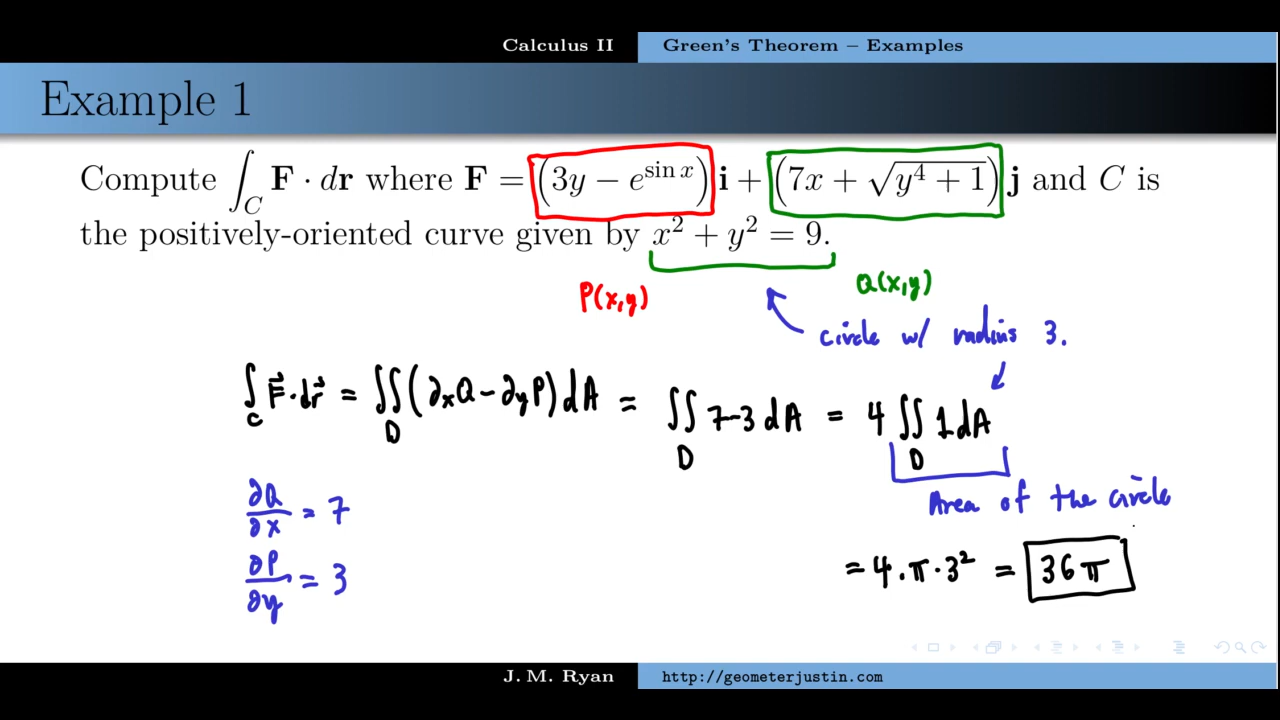 Calculus II Green's Theorem – Examples
Example 1
Compute ∫_C F · dr where F = (3y − e^{sin x}) i + (7x + √(y⁴ + 1)) j and C is
the positively-oriented curve given by x² + y² = 9.
P(x,y) Q(x,y)
circle w/ radius 3.
∫_C F⃗·dr⃗ = ∬_D (∂ₓQ − ∂_yP) dA = ∬_D 7−3 dA = 4 ∬_D 1 dA
Area of the circle
∂Q/∂x = 7
∂P/∂y = 3
= 4·π·3² = 36π
J. M. Ryan http://geometerjustin.com